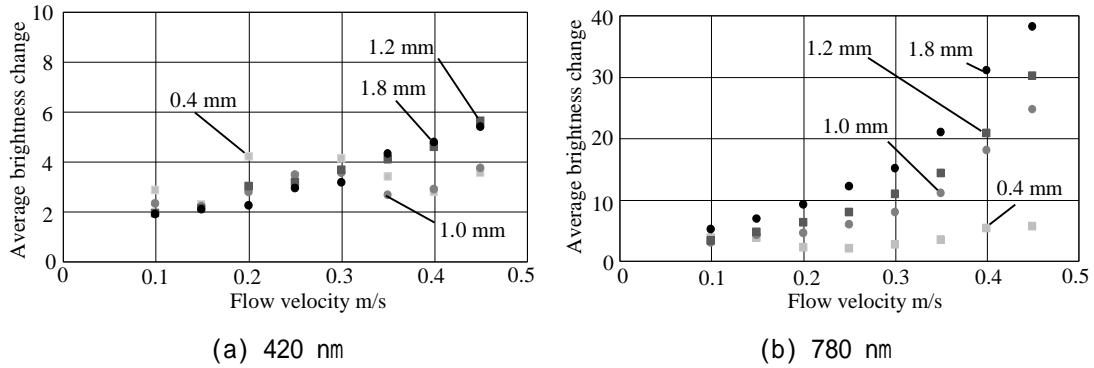 Average brightness change
10
8
6
4
2
0
0
0.1
0.2
0.3
0.4
0.5
1.2 mm
1.8 mm
0.4 mm
1.0 mm
Flow velocity m/s
(a) 420 nm
Average brightness change
40
30
20
10
0
0
0.1
0.2
0.3
0.4
0.5
1.2 mm
1.8 mm
1.0 mm
0.4 mm
Flow velocity m/s
(b) 780 nm